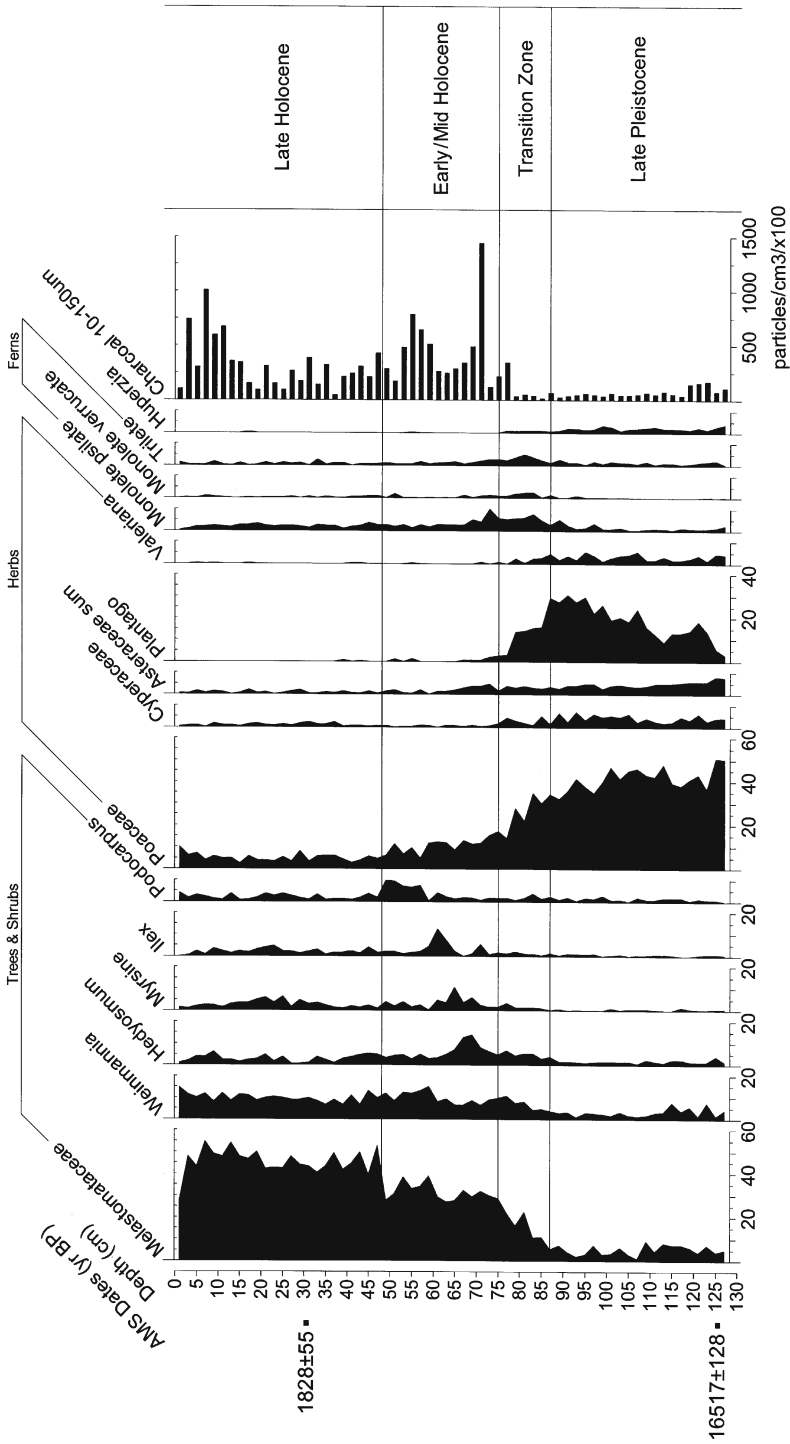 Trees & Shrubs
Herbs
Ferns
AMS Dates (yr BP)
Depth (cm)
Melastomataceae
Weinmannia
Hedyosmum
Myrsine
Ilex
Podocarpus
Poaceae
Cyperaceae
Asteraceae sum
Plantago
Valeriana
Monolete psilate
Monolete verrucate
Trilete
Huperzia
Charcoal 10-150um
Late Holocene
Early/Mid Holocene
Transition Zone
Late Pleistocene
0
5
10
15
20
25
30
35
40
45
50
55
60
65
70
75
80
85
90
95
100
105
110
115
120
125
130
1828±55
16517±128
20 40 60
20
20
20
20
20 40 60
20 40
500 1000 1500
particles/cm3/x100